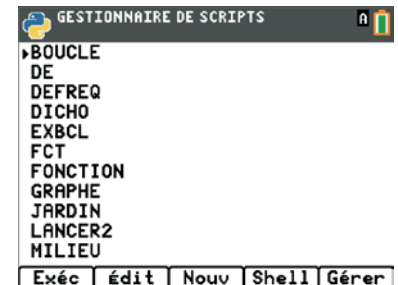 GESTIONNAIRE DE SCRIPTS A
▸BOUCLE
DE
DEFREQ
DICHO
EXBCL
FCT
FONCTION
GRAPHE
JARDIN
LANCER2
MILIEU
Exéc Édit Nouv Shell Gérer